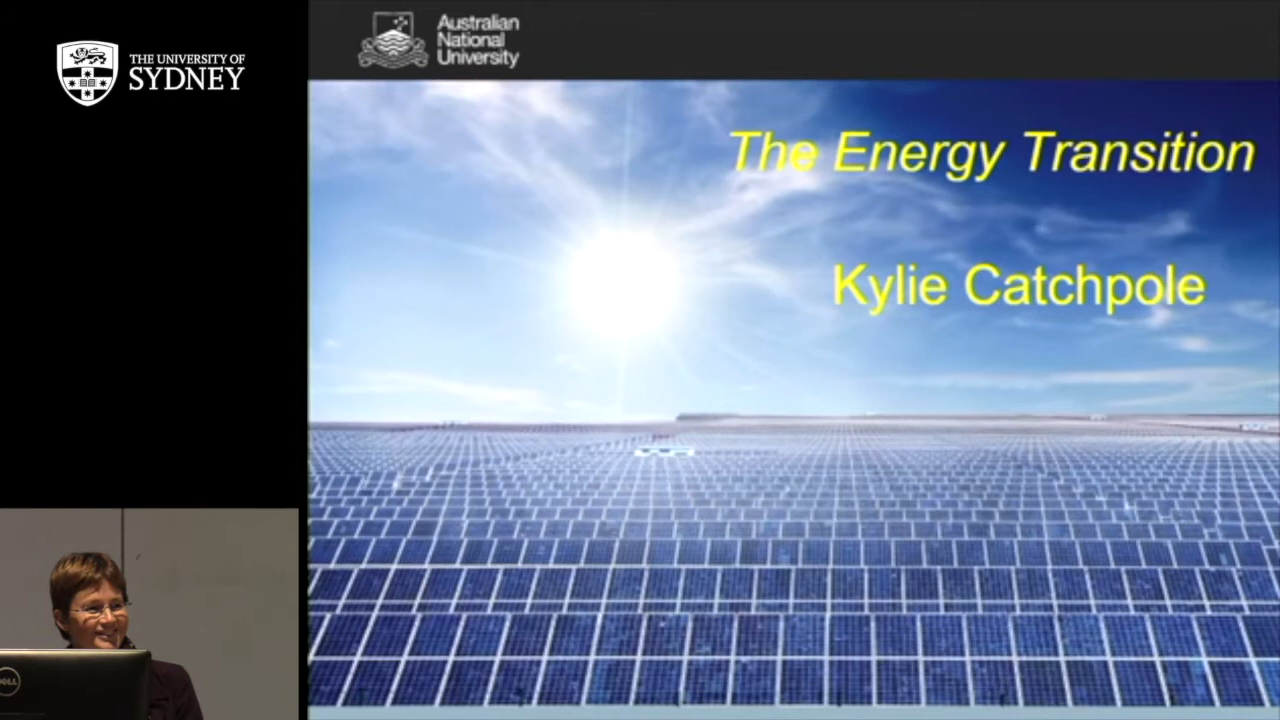 THE UNIVERSITY OF
SYDNEY
Australian
National
University
The Energy Transition
Kylie Catchpole
DELL